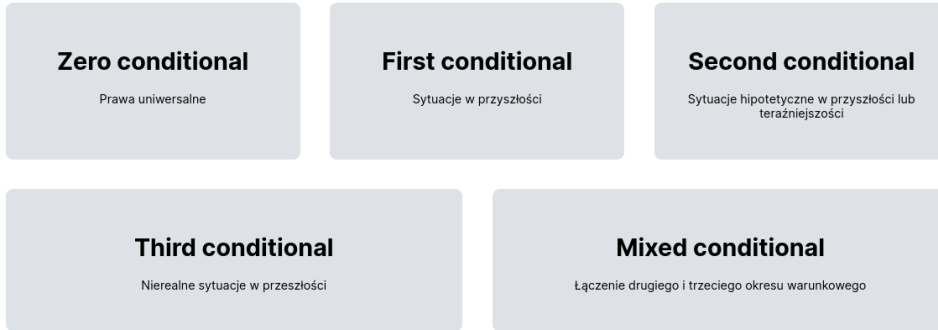 Zero conditional
Prawa uniwersalne
First conditional
Sytuacje w przyszłości
Second conditional
Sytuacje hipotetyczne w przyszłości lub
teraźniejszości
Third conditional
Nierealne sytuacje w przeszłości
Mixed conditional
Łączenie drugiego i trzeciego okresu warunkowego